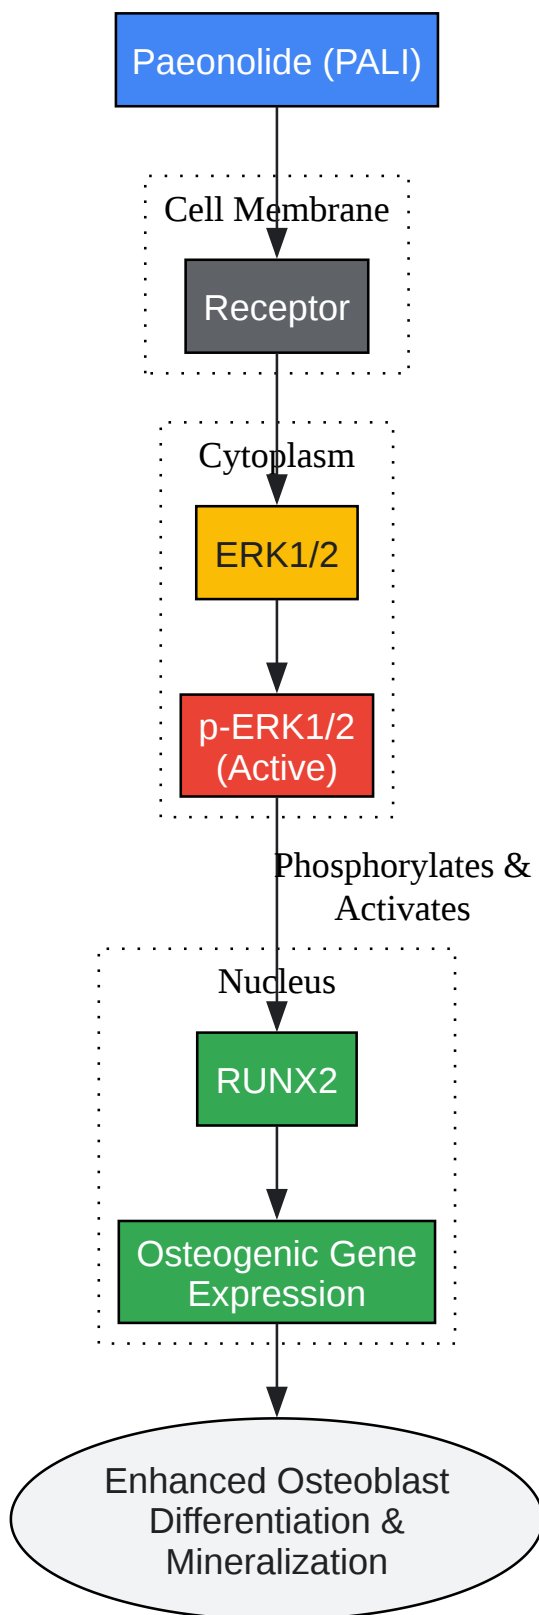 Paeonolide (PALI)
Cell Membrane
Receptor
Cytoplasm
ERK1/2
p-ERK1/2
(Active)
Phosphorylates &
Activates
Nucleus
RUNX2
Osteogenic Gene
Expression
Enhanced Osteoblast
Differentiation &
Mineralization